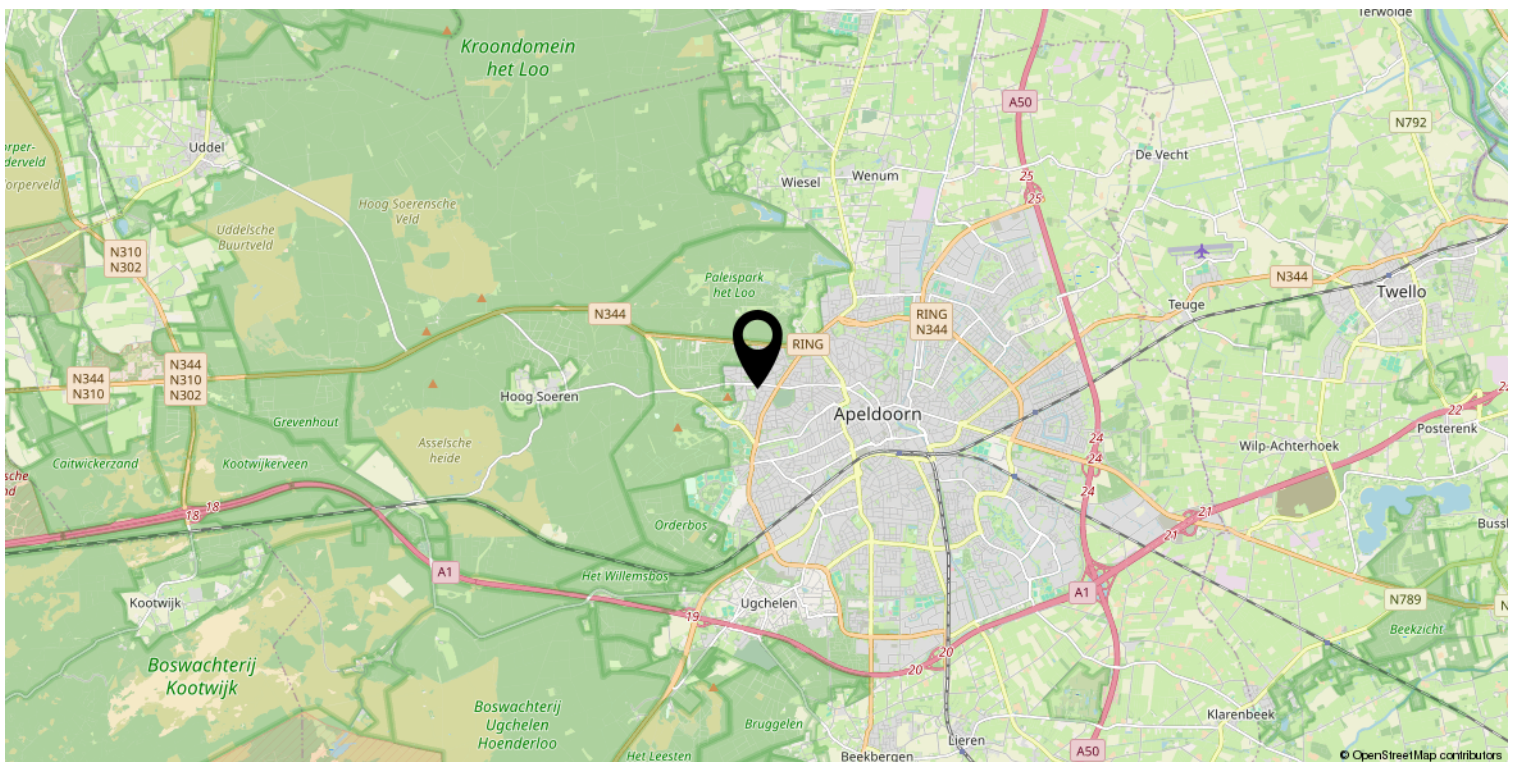 Terwolde
Kroondomein
het Loo
A50
N792
Uddel
De Vecht
Wiesel
Wenum
25
25
Hoog Soerensche
Veld
Uddelsche
Buurtveld
N310
N302
Paleispark
het Loo
N344
Twello
Teuge
N344
RING
N344
RING
N344
N310
N344
N310
N302
Hoog Soeren
Apeldoorn
22
Posterenk
Grevenhout
Asselsche
heide
24
24
24
Wilp-Achterhoek
Caitwickerzand
Kootwijkerveen
18
18
21
21
Orderbos
A1
Het Willemsbos
A1
Kootwijk
Ugchelen
19
N789
Beekzicht
20
20
Boswachterij
Kootwijk
Boswachterij
Ugchelen
Hoenderloo
Bruggelen
Klarenbeek
Lieren
A50
Het Leesten
Beekbergen
© OpenStreetMap contributors